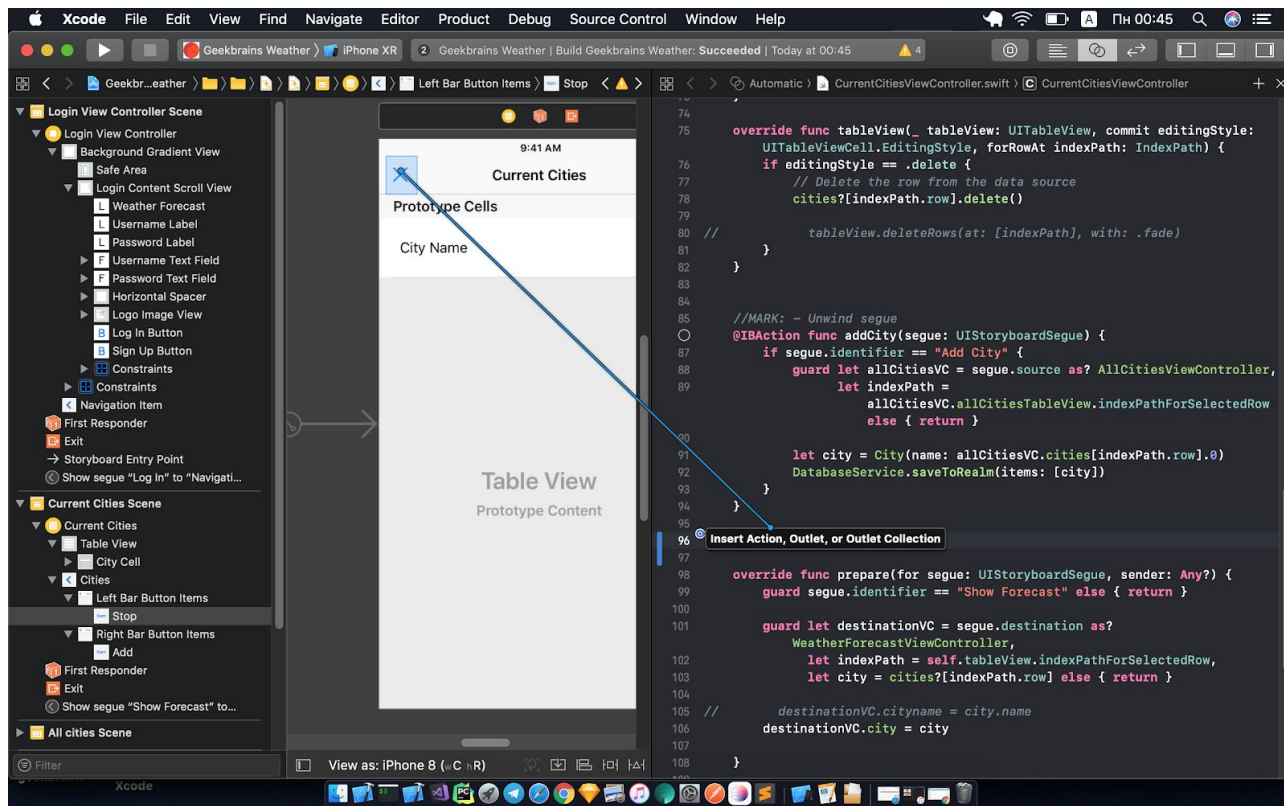 Xcode File Edit View Find Navigate Editor Product Debug Source Control Window Help A Пн 00:45
Geekbrains Weather 〉 iPhone XR 2 Geekbrains Weather | Build Geekbrains Weather: Succeeded | Today at 00:45 4
Geekbr...eather Left Bar Button Items 〉 Stop
Automatic 〉 CurrentCitiesViewController.swift 〉 C CurrentCitiesViewController
Login View Controller Scene
Login View Controller
Background Gradient View
Safe Area
Login Content Scroll View
L Weather Forecast
L Username Label
L Password Label
F Username Text Field
F Password Text Field
Horizontal Spacer
Logo Image View
B Log In Button
B Sign Up Button
Constraints
Constraints
Navigation Item
First Responder
Exit
Storyboard Entry Point
Show segue "Log In" to "Navigati...
Current Cities Scene
Current Cities
Table View
City Cell
Cities
Left Bar Button Items
Stop
Right Bar Button Items
Add
First Responder
Exit
Show segue "Show Forecast" to...
All cities Scene
Filter
9:41 AM
Current Cities
Prototype Cells
City Name
Table View
Prototype Content
View as: iPhone 8 (wC hR)
74
75 override func tableView(_ tableView: UITableView, commit editingStyle:
UITableViewCell.EditingStyle, forRowAt indexPath: IndexPath) {
76 if editingStyle == .delete {
77 // Delete the row from the data source
78 cities?[indexPath.row].delete()
79
80 // tableView.deleteRows(at: [indexPath], with: .fade)
81 }
82 }
83
84
85 //MARK: - Unwind segue
@IBAction func addCity(segue: UIStoryboardSegue) {
87 if segue.identifier == "Add City" {
88 guard let allCitiesVC = segue.source as? AllCitiesViewController,
89 let indexPath =
allCitiesVC.allCitiesTableView.indexPathForSelectedRow
else { return }
90
91 let city = City(name: allCitiesVC.cities[indexPath.row].0)
92 DatabaseService.saveToRealm(items: [city])
93 }
94 }
95
96 Insert Action, Outlet, or Outlet Collection
97
98 override func prepare(for segue: UIStoryboardSegue, sender: Any?) {
99 guard segue.identifier == "Show Forecast" else { return }
100
101 guard let destinationVC = segue.destination as?
WeatherForecastViewController,
102 let indexPath = self.tableView.indexPathForSelectedRow,
103 let city = cities?[indexPath.row] else { return }
104
105 // destinationVC.cityname = city.name
106 destinationVC.city = city
107
108 }
Xcode